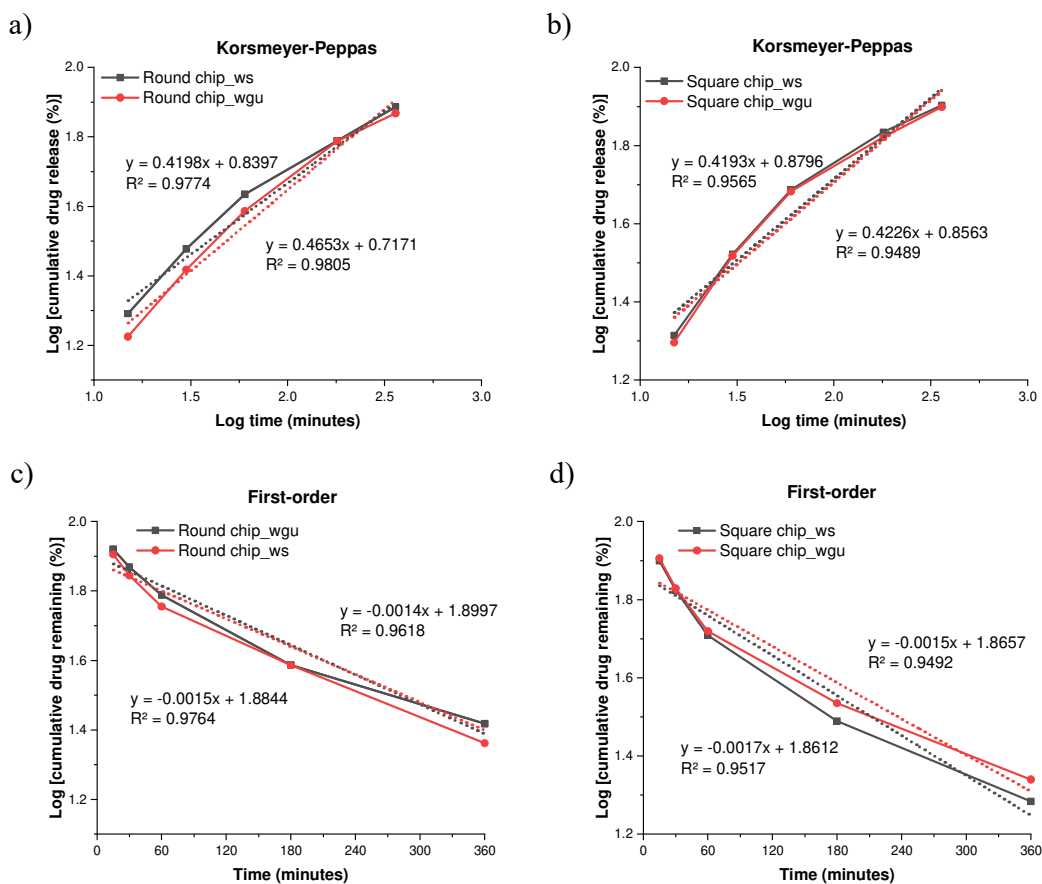 a)
Korsmeyer-Peppas
2.0
1.8
1.6
1.4
1.2
Log [cumulative drug release (%)]
Round chip_ws
Round chip_wgu
y = 0.4198x + 0.8397
R² = 0.9774
y = 0.4653x + 0.7171
R² = 0.9805
1.0 1.5 2.0 2.5 3.0
Log time (minutes)
b)
Korsmeyer-Peppas
2.0
1.8
1.6
1.4
1.2
Log [cumulative drug release (%)]
Square chip_ws
Square chip_wgu
y = 0.4193x + 0.8796
R² = 0.9565
y = 0.4226x + 0.8563
R² = 0.9489
1.0 1.5 2.0 2.5 3.0
Log time (minutes)
c)
First-order
2.0
1.8
1.6
1.4
1.2
Log [cumulative drug remaining (%)]
Round chip_wgu
Round chip_ws
y = -0.0014x + 1.8997
R² = 0.9618
y = -0.0015x + 1.8844
R² = 0.9764
0 60 120 180 240 300 360
Time (minutes)
d)
First-order
2.0
1.8
1.6
1.4
1.2
Log [cumulative drug remaining (%)]
Square chip_ws
Square chip_wgu
y = -0.0015x + 1.8657
R² = 0.9492
y = -0.0017x + 1.8612
R² = 0.9517
0 60 120 180 240 300 360
Time (minutes)